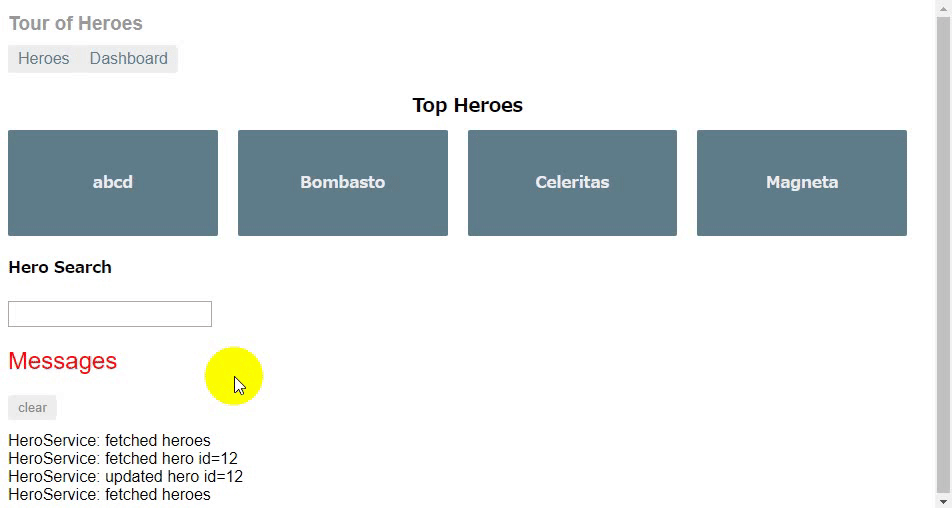 Tour of Heroes
Heroes Dashboard
Top Heroes
abcd Bombasto Celeritas Magneta
Hero Search
Messages
clear
HeroService: fetched heroes
HeroService: fetched hero id=12
HeroService: updated hero id=12
HeroService: fetched heroes